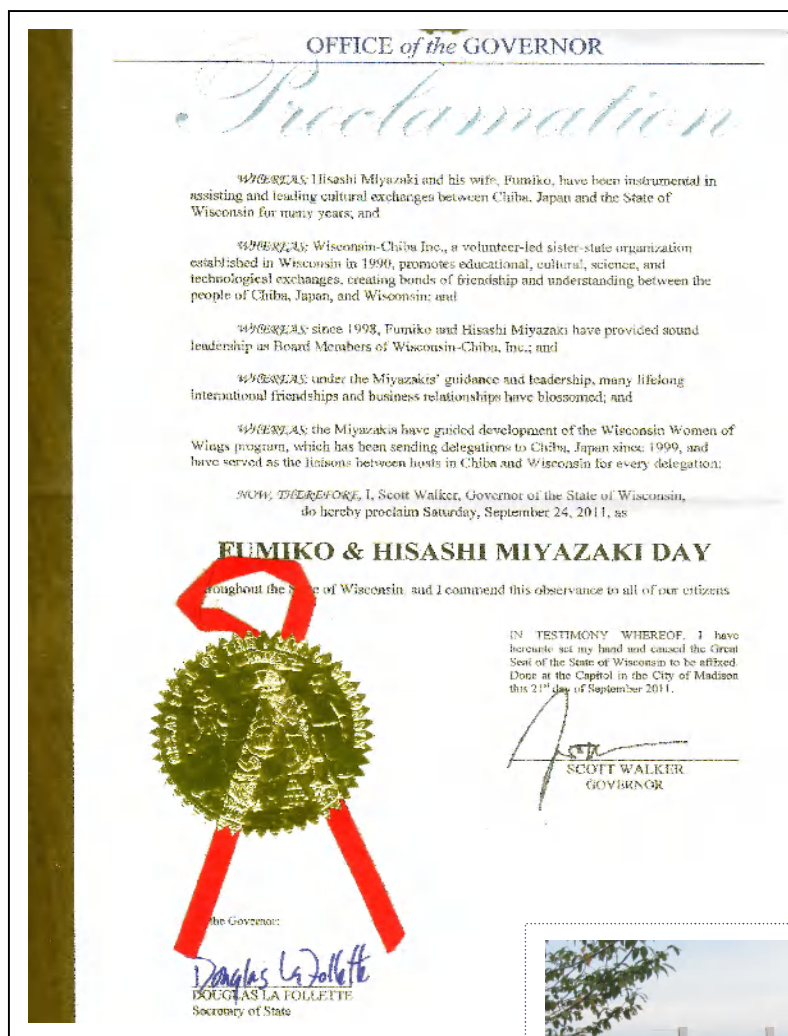 OFFICE of the GOVERNOR
Proclamation
WHEREAS; Hisashi Miyazaki and his wife, Fumiko, have been instrumental in
assisting and leading cultural exchanges between Chiba, Japan and the State of
Wisconsin for many years; and
WHEREAS; Wisconsin-Chiba Inc., a volunteer-led sister-state organization
established in Wisconsin in 1990, promotes educational, cultural, science, and
technological exchanges, creating bonds of friendship and understanding between the
people of Chiba, Japan, and Wisconsin; and
WHEREAS; since 1998, Fumiko and Hisashi Miyazaki have provided sound
leadership as Board Members of Wisconsin-Chiba, Inc.; and
WHEREAS; under the Miyazakis' guidance and leadership, many lifelong
international friendships and business relationships have blossomed; and
WHEREAS; the Miyazakis have guided development of the Wisconsin Women of
Wings program, which has been sending delegations to Chiba, Japan since 1999, and
have served as the liaisons between hosts in Chiba and Wisconsin for every delegation;
NOW, THEREFORE, I, Scott Walker, Governor of the State of Wisconsin,
do hereby proclaim Saturday, September 24, 2011, as
FUMIKO & HISASHI MIYAZAKI DAY
roughout the of Wisconsin, and I commend this observance to all of our citizens
IN TESTIMONY WHEREOF, I have
hereunto set my hand and caused the Great
Seal of the State of Wisconsin to be affixed.
Done at the Capitol in the City of Madison
this 21st day of September 2011.
SCOTT WALKER
GOVERNOR
the Governor:
Douglas La Follette
DOUGLAS LA FOLLETTE
Secretary of State